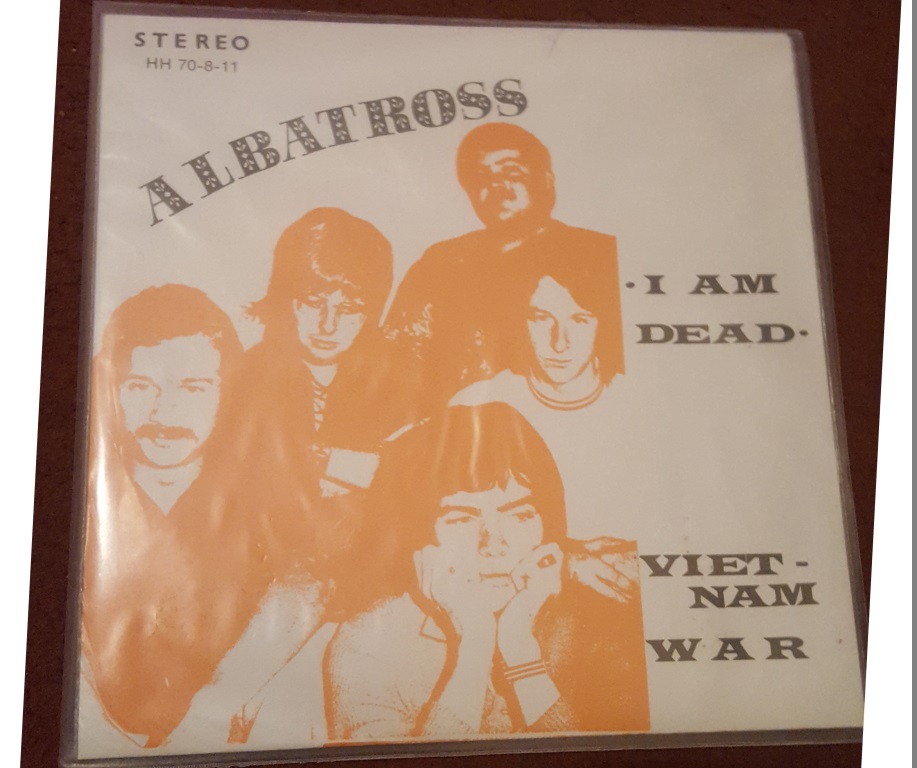 STEREO
HH 70-8-11
ALBATROSS
·I AM
DEAD·
VIET-
NAM
WAR